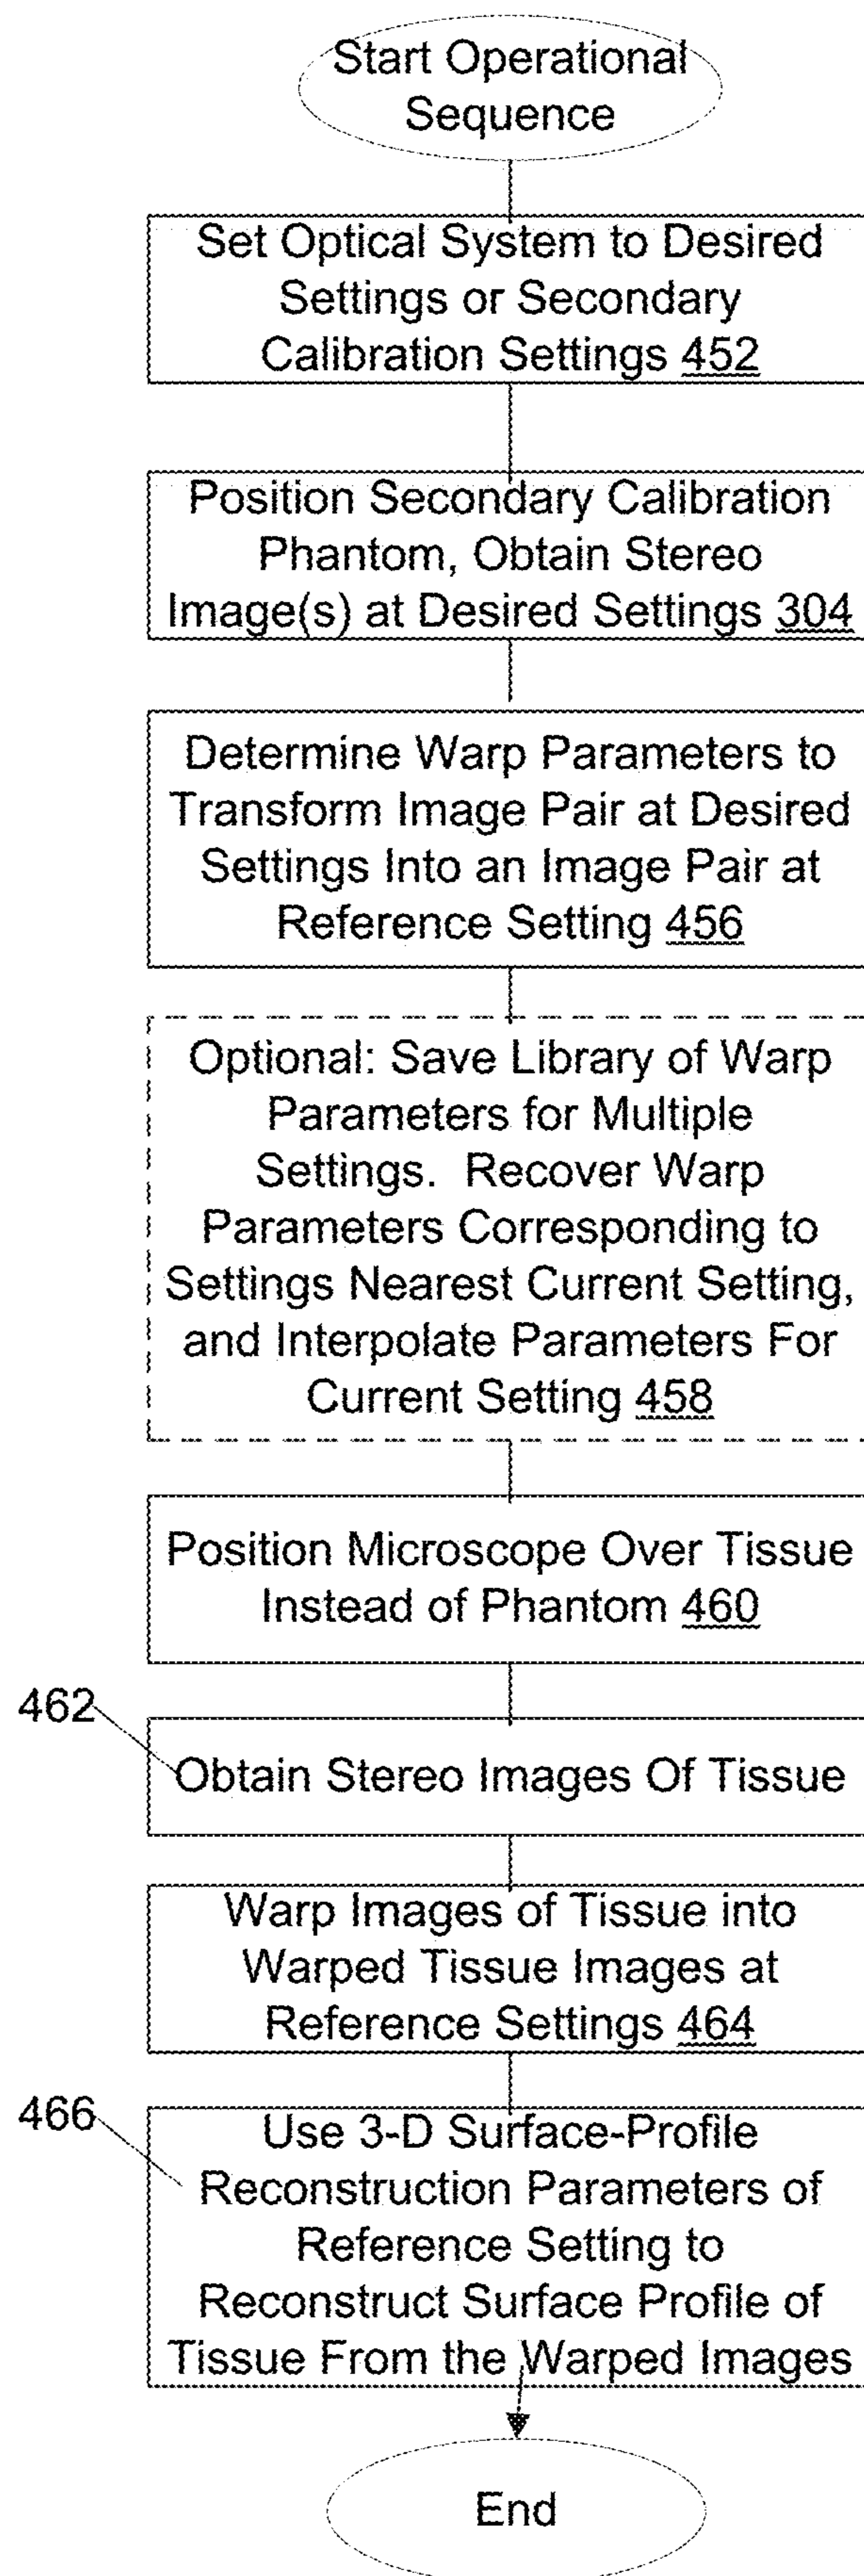 Start Operational
Sequence
Set Optical System to Desired
Settings or Secondary
Calibration Settings 452
Position Secondary Calibration
Phantom, Obtain Stereo
Image(s) at Desired Settings 304
Determine Warp Parameters to
Transform Image Pair at Desired
Settings Into an Image Pair at
Reference Setting 456
Optional: Save Library of Warp
Parameters for Multiple
Settings. Recover Warp
Parameters Corresponding to
Settings Nearest Current Setting,
and Interpolate Parameters For
Current Setting 458
Position Microscope Over Tissue
Instead of Phantom 460
462
Obtain Stereo Images Of Tissue
Warp Images of Tissue into
Warped Tissue Images at
Reference Settings 464
466
Use 3-D Surface-Profile
Reconstruction Parameters of
Reference Setting to
Reconstruct Surface Profile of
Tissue From the Warped Images
End